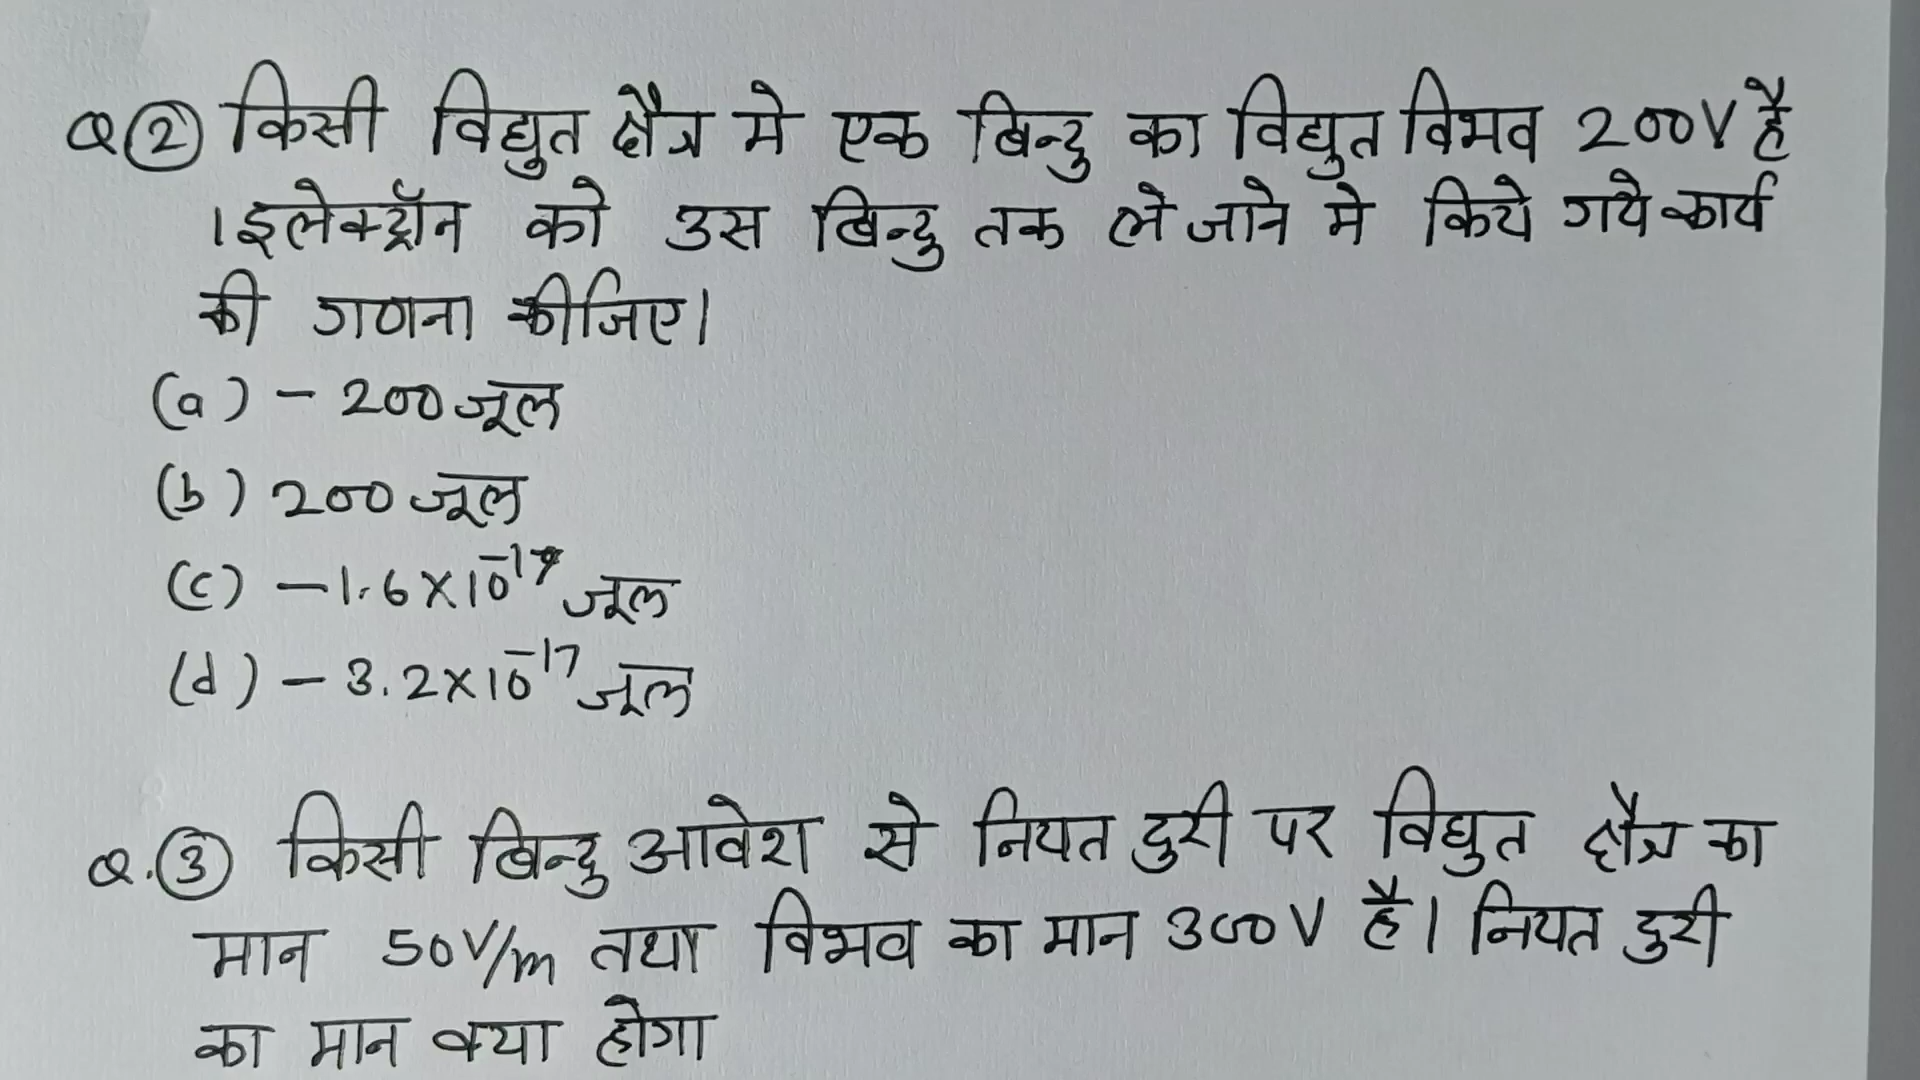 Q② किसी विद्युत क्षैत्र मे एक बिन्दु का विद्युत विभव 200V है
।इलेक्ट्रॉन को उस बिन्दु तक ले जाने मे किये गये कार्य
की गणना कीजिए।
(a) - 200 जूल
(b) 200 जूल
(c) -1.6×10⁻¹⁹ जूल
(d) - 3.2×10⁻¹⁷ जूल
Q.③ किसी बिन्दु आवेश से नियत दुरी पर विद्युत क्षैत्र का
मान 50V/m तथा विभव का मान 300V है। नियत दुरी
का मान क्या होगा